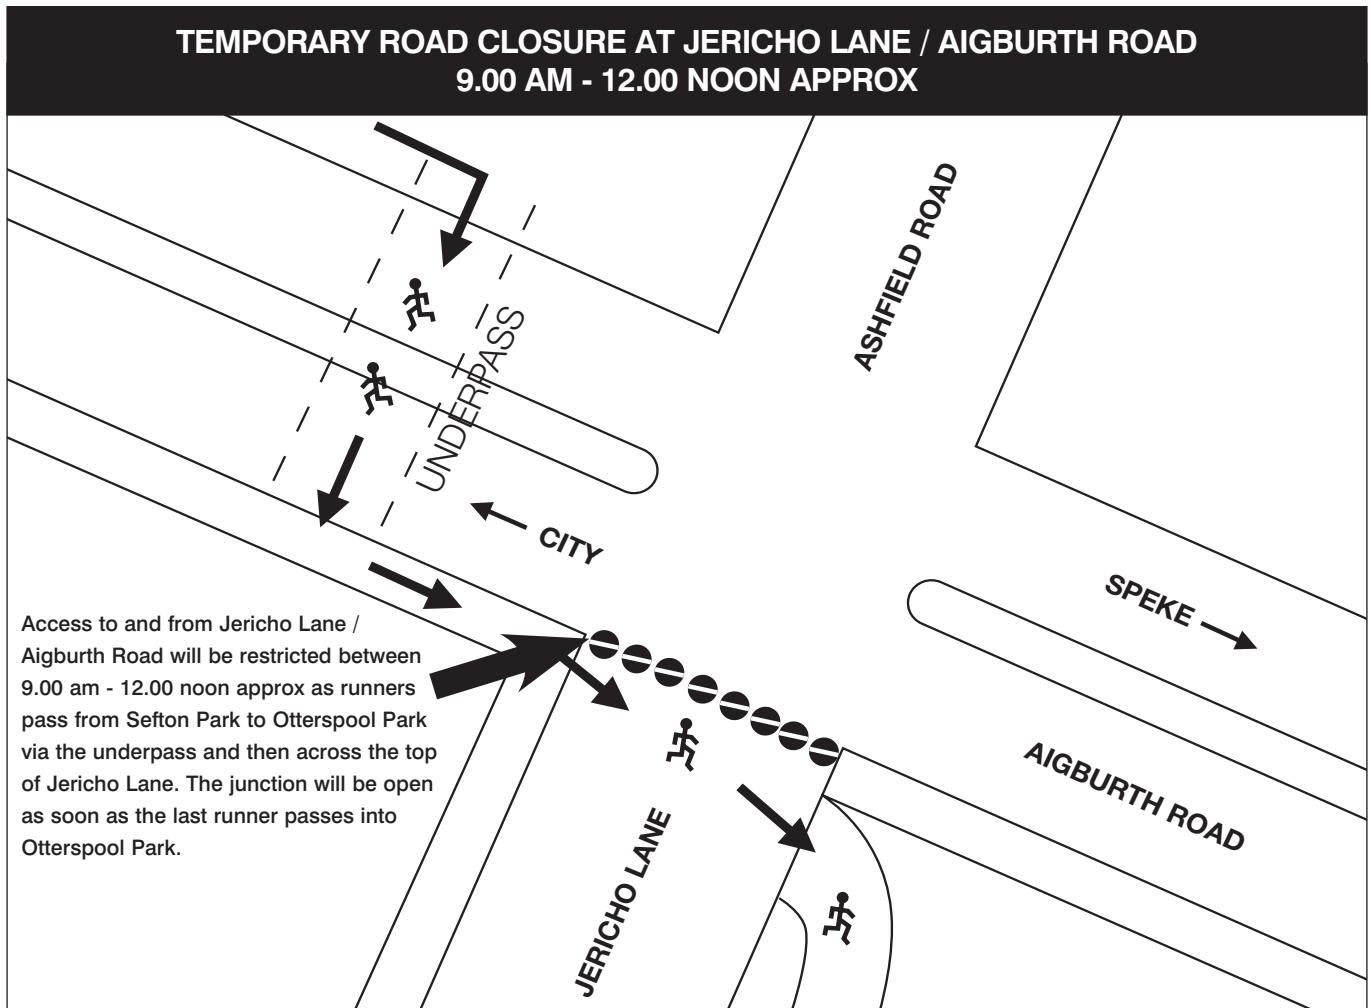 TEMPORARY ROAD CLOSURE AT JERICHO LANE / AIGBURTH ROAD
9.00 AM - 12.00 NOON APPROX
ASHFIELD ROAD
UNDERPASS
CITY
SPEKE
Access to and from Jericho Lane /
Aigburth Road will be restricted between
9.00 am - 12.00 noon approx as runners
pass from Sefton Park to Otterspool Park
via the underpass and then across the top
of Jericho Lane. The junction will be open
as soon as the last runner passes into
Otterspool Park.
AIGBURTH ROAD
JERICHO LANE